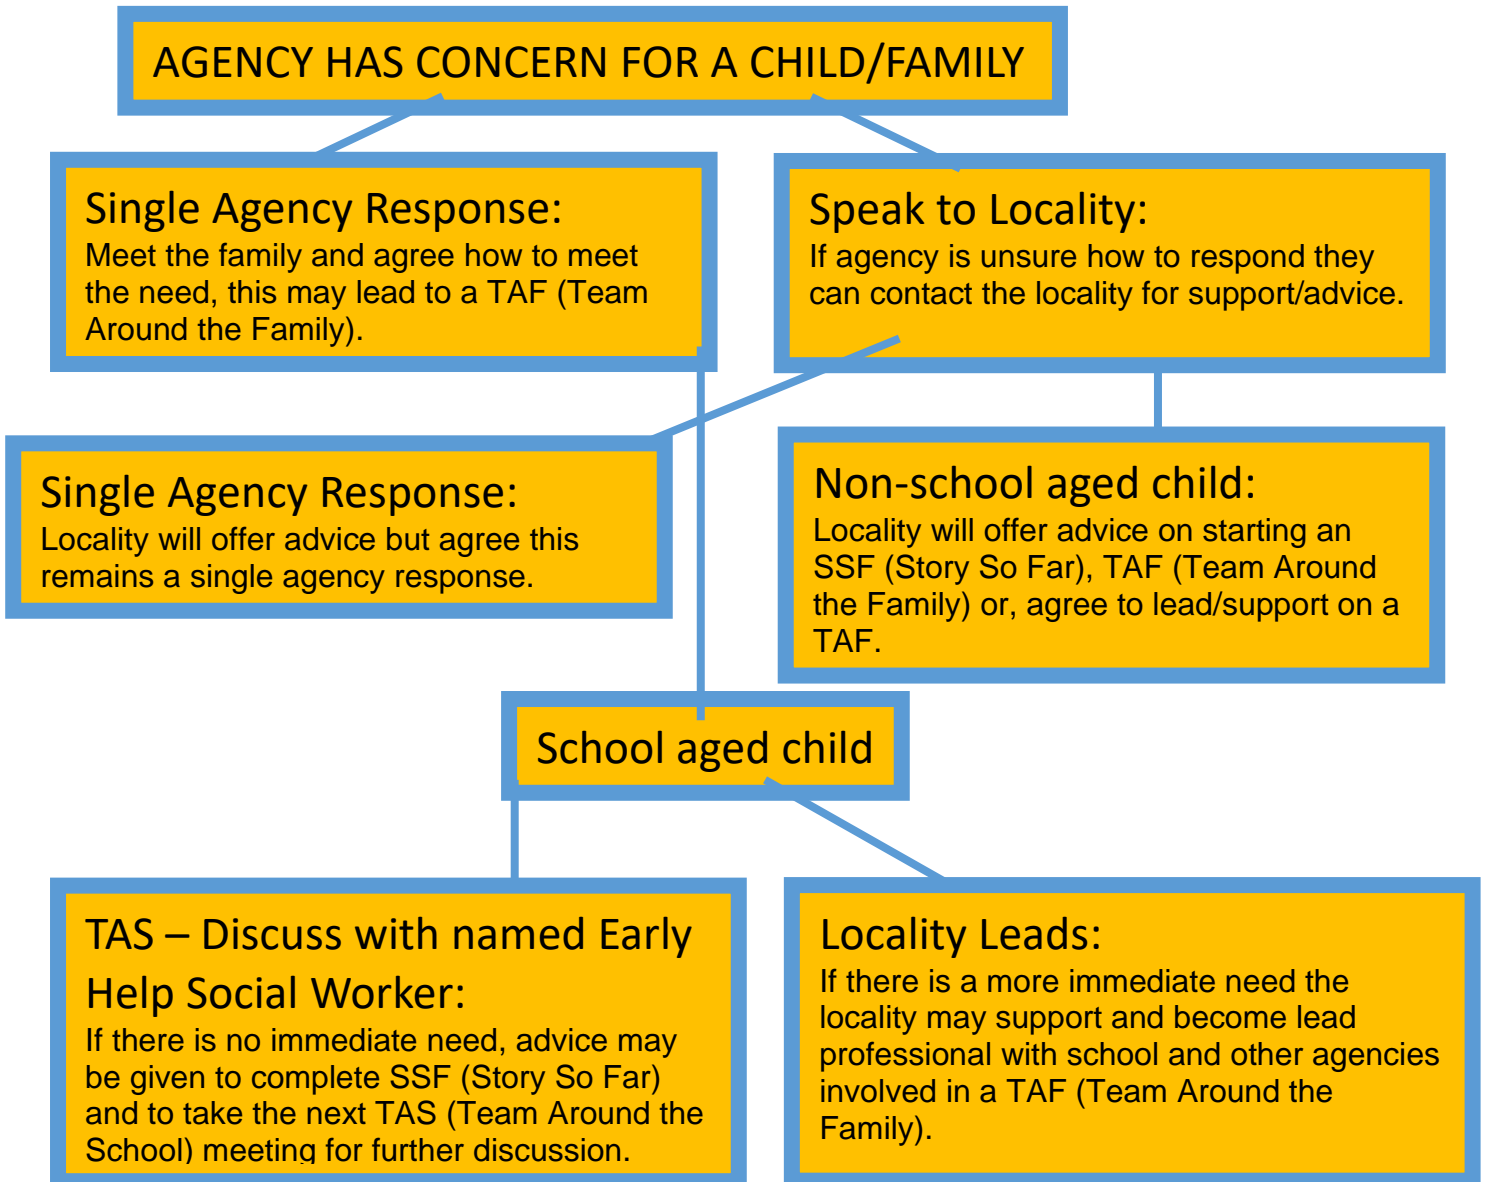 AGENCY HAS CONCERN FOR A CHILD/FAMILY
Single Agency Response:
Meet the family and agree how to meet
the need, this may lead to a TAF (Team
Around the Family).
Speak to Locality:
If agency is unsure how to respond they
can contact the locality for support/advice.
Single Agency Response:
Locality will offer advice but agree this
remains a single agency response.
Non-school aged child:
Locality will offer advice on starting an
SSF (Story So Far), TAF (Team Around
the Family) or, agree to lead/support on a
TAF.
School aged child
TAS – Discuss with named Early
Help Social Worker:
If there is no immediate need, advice may
be given to complete SSF (Story So Far)
and to take the next TAS (Team Around the
School) meeting for further discussion.
Locality Leads:
If there is a more immediate need the
locality may support and become lead
professional with school and other agencies
involved in a TAF (Team Around the
Family).